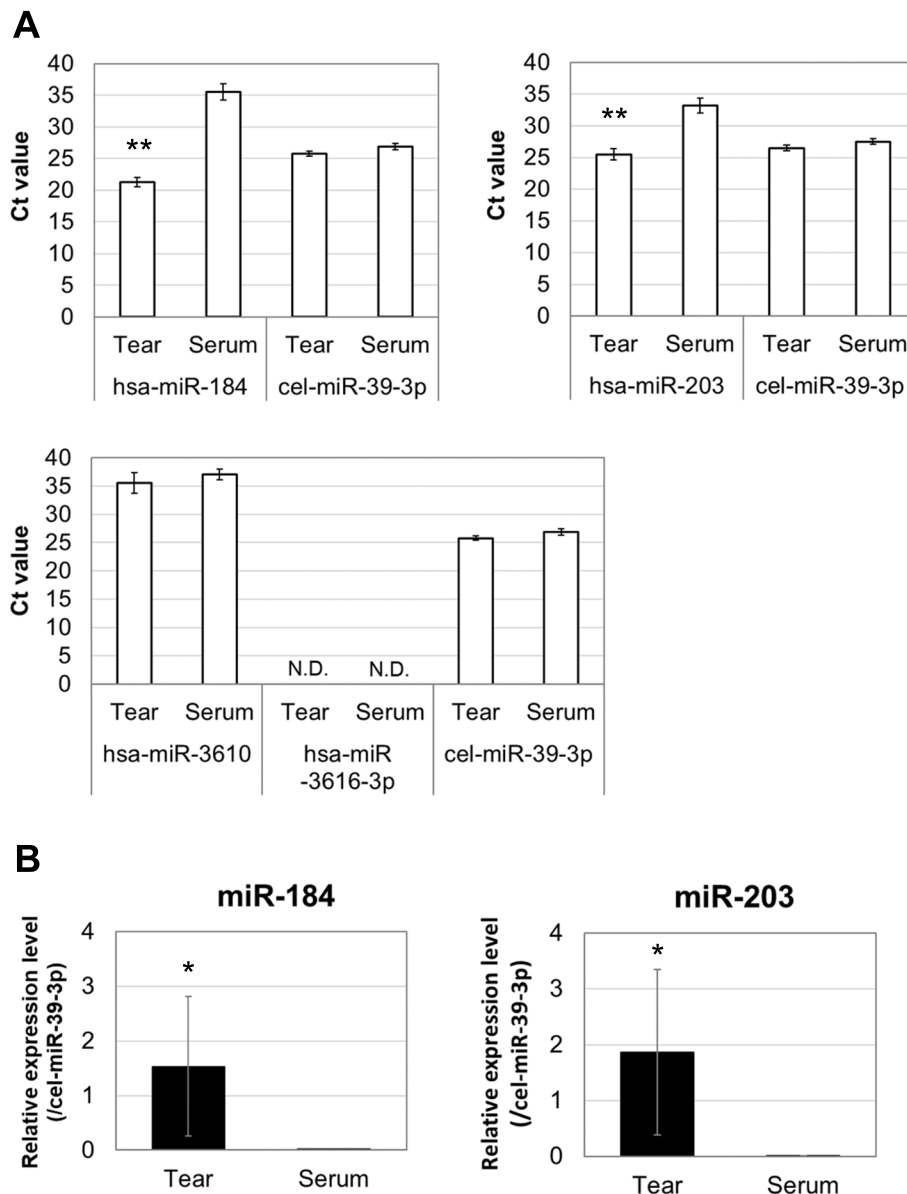 A
Ct value
40
35
30
25
20
15
10
5
0
**
Tear Serum Tear Serum
hsa-miR-184 cel-miR-39-3p
Ct value
40
35
30
25
20
15
10
5
0
**
Tear Serum Tear Serum
hsa-miR-203 cel-miR-39-3p
Ct value
40
35
30
25
20
15
10
5
0
N.D. N.D.
Tear Serum Tear Serum Tear Serum
hsa-miR-3610 hsa-miR cel-miR-39-3p
-3616-3p
B
miR-184
Relative expression level
(/cel-miR-39-3p)
4
3
2
1
0
*
Tear Serum
miR-203
Relative expression level
(/cel-miR-39-3p)
4
3
2
1
0
*
Tear Serum